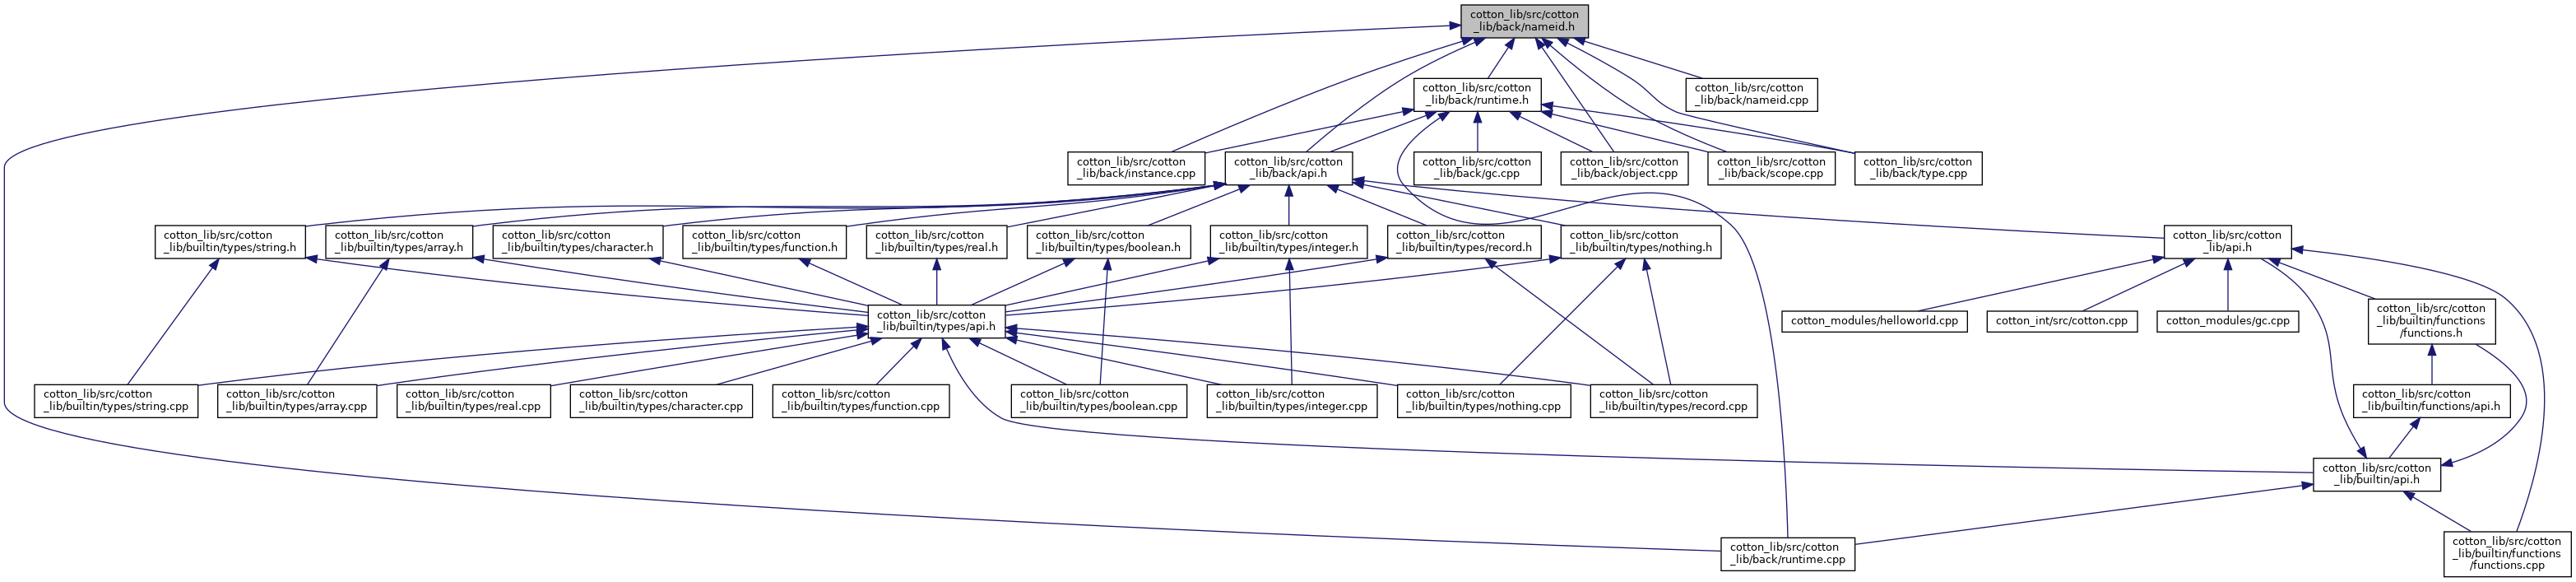 cotton_lib/src/cotton
_lib/back/nameid.h
cotton_lib/src/cotton
_lib/back/runtime.h
cotton_lib/src/cotton
_lib/back/nameid.cpp
cotton_lib/src/cotton
_lib/back/instance.cpp
cotton_lib/src/cotton
_lib/back/api.h
cotton_lib/src/cotton
_lib/back/gc.cpp
cotton_lib/src/cotton
_lib/back/object.cpp
cotton_lib/src/cotton
_lib/back/scope.cpp
cotton_lib/src/cotton
_lib/back/type.cpp
cotton_lib/src/cotton
_lib/builtin/types/string.h
cotton_lib/src/cotton
_lib/builtin/types/array.h
cotton_lib/src/cotton
_lib/builtin/types/character.h
cotton_lib/src/cotton
_lib/builtin/types/function.h
cotton_lib/src/cotton
_lib/builtin/types/real.h
cotton_lib/src/cotton
_lib/builtin/types/boolean.h
cotton_lib/src/cotton
_lib/builtin/types/integer.h
cotton_lib/src/cotton
_lib/builtin/types/record.h
cotton_lib/src/cotton
_lib/builtin/types/nothing.h
cotton_lib/src/cotton
_lib/api.h
cotton_lib/src/cotton
_lib/builtin/types/api.h
cotton_modules/helloworld.cpp
cotton_int/src/cotton.cpp
cotton_modules/gc.cpp
cotton_lib/src/cotton
_lib/builtin/functions
/functions.h
cotton_lib/src/cotton
_lib/builtin/types/string.cpp
cotton_lib/src/cotton
_lib/builtin/types/array.cpp
cotton_lib/src/cotton
_lib/builtin/types/real.cpp
cotton_lib/src/cotton
_lib/builtin/types/character.cpp
cotton_lib/src/cotton
_lib/builtin/types/function.cpp
cotton_lib/src/cotton
_lib/builtin/types/boolean.cpp
cotton_lib/src/cotton
_lib/builtin/types/integer.cpp
cotton_lib/src/cotton
_lib/builtin/types/nothing.cpp
cotton_lib/src/cotton
_lib/builtin/types/record.cpp
cotton_lib/src/cotton
_lib/builtin/functions/api.h
cotton_lib/src/cotton
_lib/builtin/api.h
cotton_lib/src/cotton
_lib/back/runtime.cpp
cotton_lib/src/cotton
_lib/builtin/functions
/functions.cpp